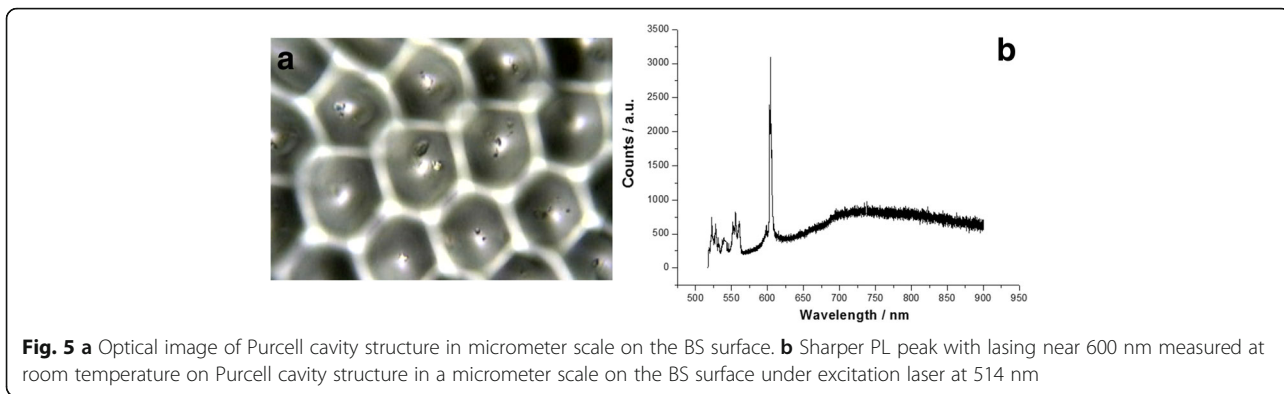 a
b
3500
3000
2500
2000
1500
1000
500
0
Counts / a.u.
500 550 600 650 700 750 800 850 900 950
Wavelength / nm
Fig. 5 a Optical image of Purcell cavity structure in micrometer scale on the BS surface. b Sharper PL peak with lasing near 600 nm measured at
room temperature on Purcell cavity structure in a micrometer scale on the BS surface under excitation laser at 514 nm